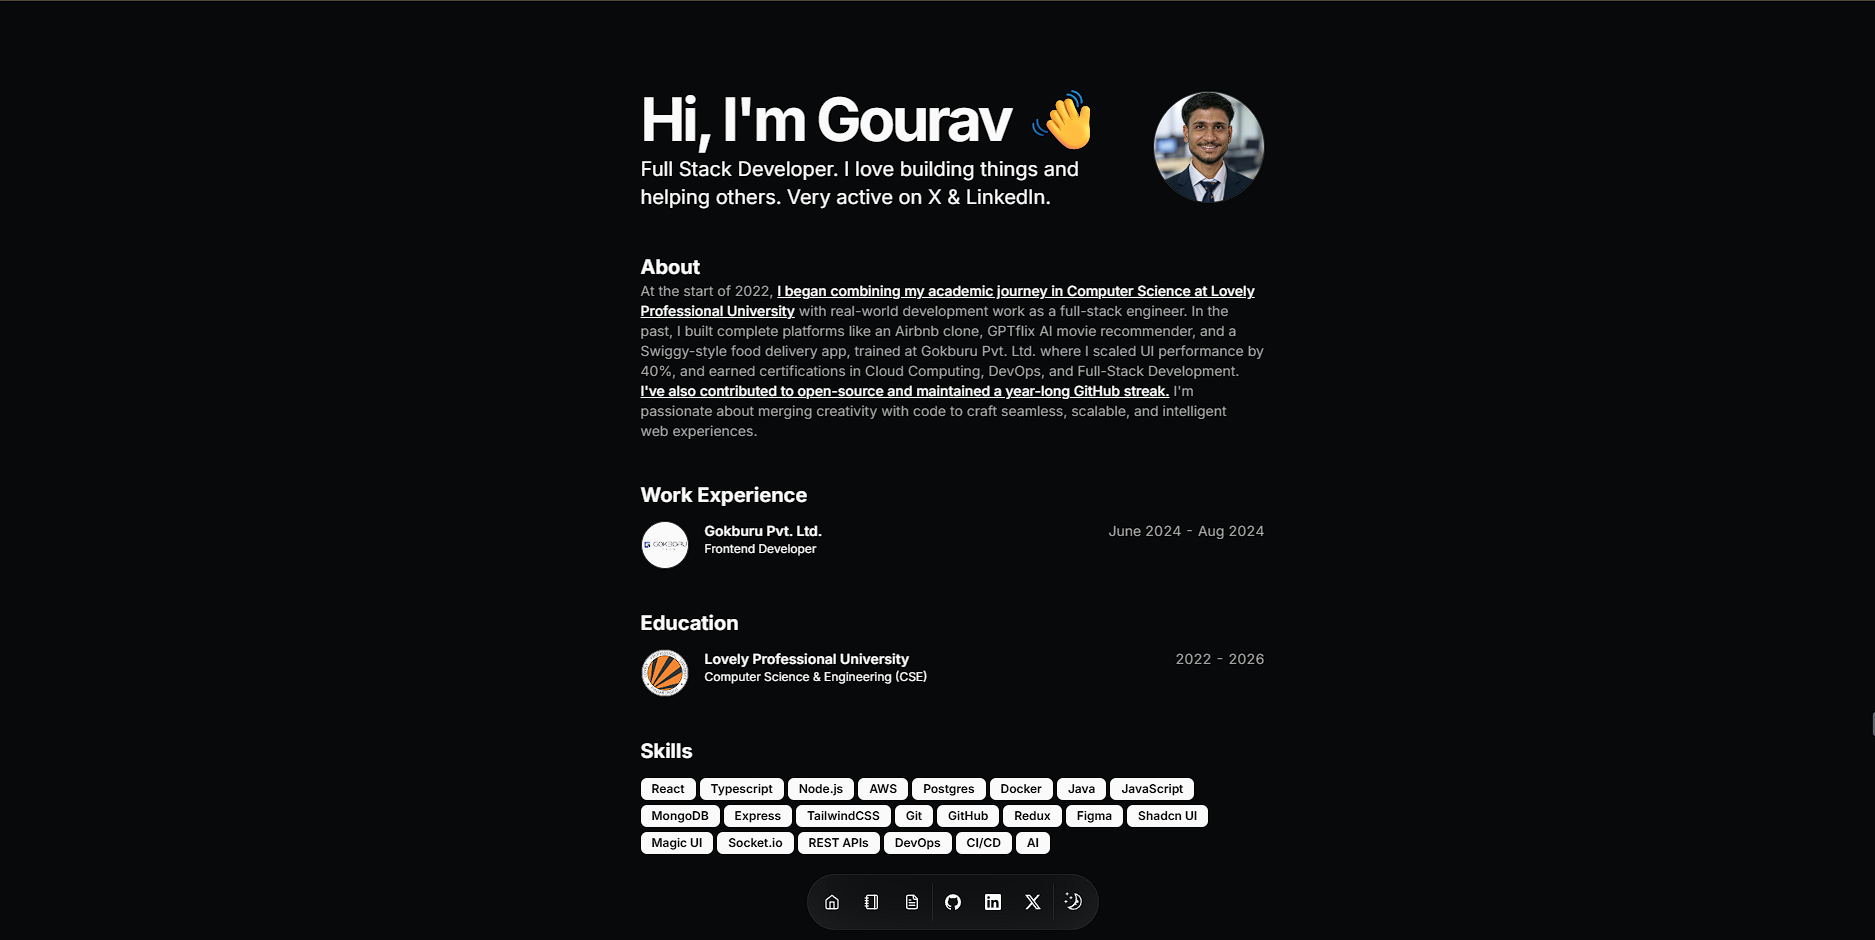 Hi, I'm Gourav 👋
Full Stack Developer. I love building things and
helping others. Very active on X & LinkedIn.
About
At the start of 2022, I began combining my academic journey in Computer Science at Lovely
Professional University with real-world development work as a full-stack engineer. In the
past, I built complete platforms like an Airbnb clone, GPTflix AI movie recommender, and a
Swiggy-style food delivery app, trained at Gokburu Pvt. Ltd. where I scaled UI performance by
40%, and earned certifications in Cloud Computing, DevOps, and Full-Stack Development.
I've also contributed to open-source and maintained a year-long GitHub streak. I'm
passionate about merging creativity with code to craft seamless, scalable, and intelligent
web experiences.
Work Experience
Gokburu Pvt. Ltd. June 2024 - Aug 2024
Frontend Developer
Education
Lovely Professional University 2022 - 2026
Computer Science & Engineering (CSE)
Skills
React Typescript Node.js AWS Postgres Docker Java JavaScript
MongoDB Express TailwindCSS Git GitHub Redux Figma Shadcn UI
Magic UI Socket.io REST APIs DevOps CI/CD AI